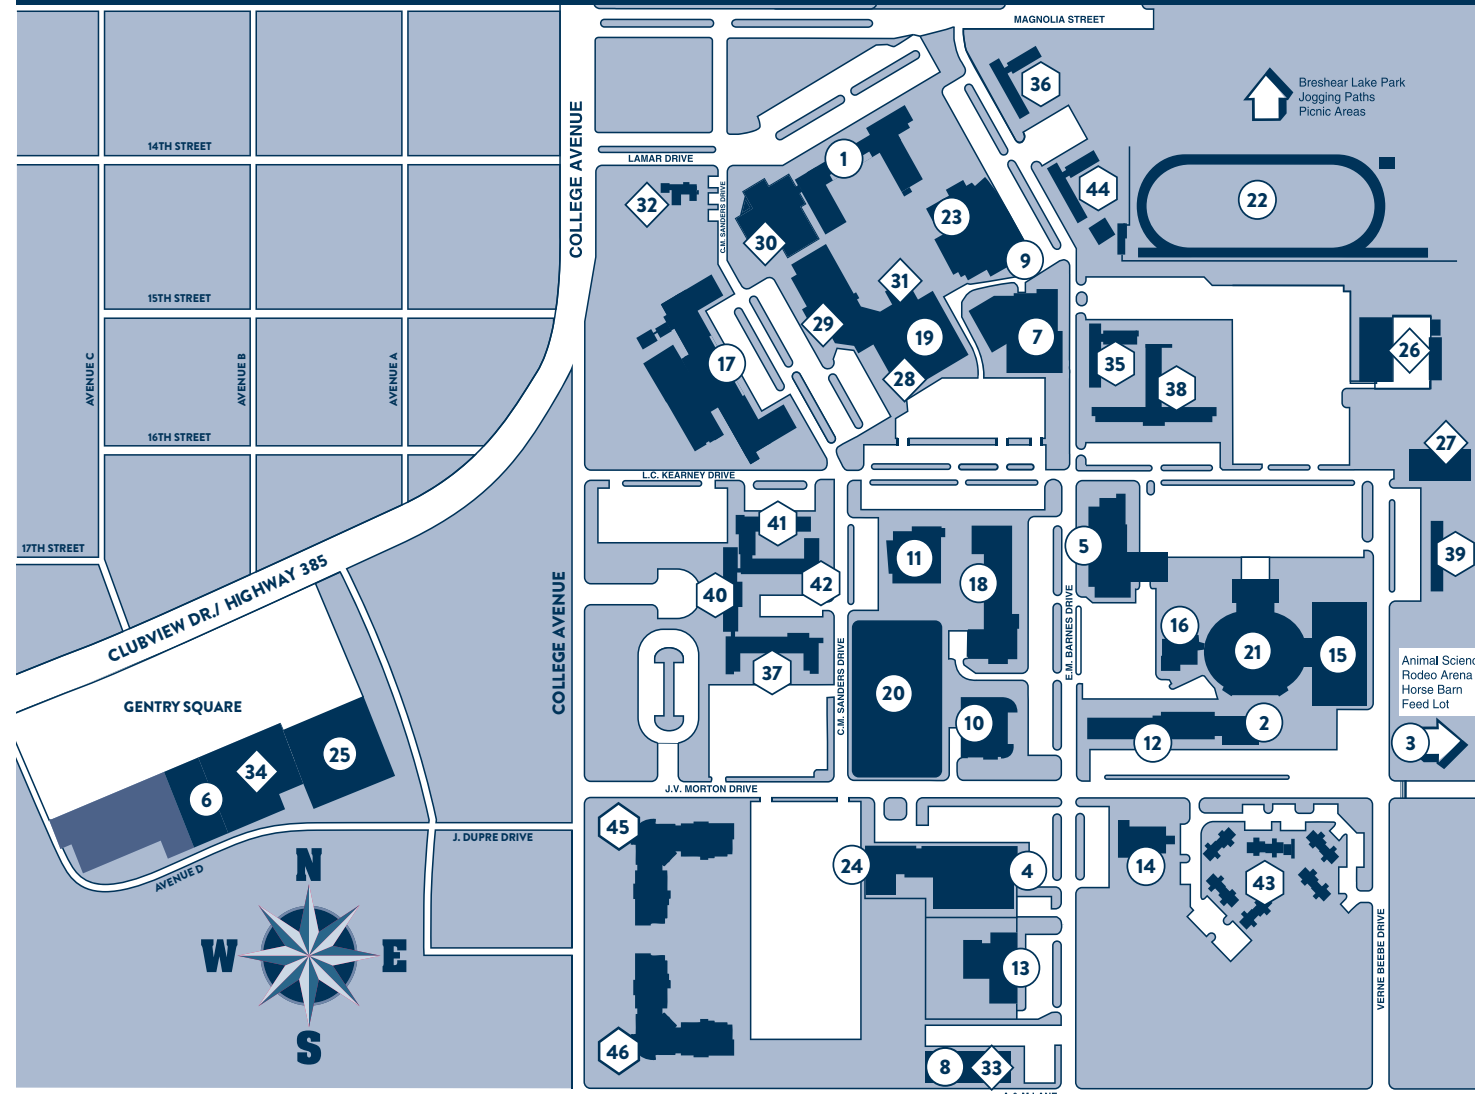 MAGNOLIA STREET
36
Breshear Lake Park
Jogging Paths
Picnic Areas
COLLEGE AVENUE
14TH STREET
LAMAR DRIVE
1
44
22
32
C.M. SANDERS DRIVE
23
30
9
31
15TH STREET
29
19
7
17
28
35
38
26
AVENUE C
AVENUE B
AVENUE A
16TH STREET
27
L.C. KEARNEY DRIVE
41
17TH STREET
5
11
18
39
40
42
CLUBVIEW DR./ HIGHWAY 385
COLLEGE AVENUE
E.M. BARNES DRIVE
16
21
15
37
C.M. SANDERS DRIVE
20
Rodeo Arena
Horse Barn
Feed Lot
GENTRY SQUARE
10
2
12
3
25
34
6
J.V. MORTON DRIVE
45
J. DUPRE DRIVE
24
4
14
43
AVENUE D
N
W
E
S
13
VERNE BEEBE DRIVE
46
8
33